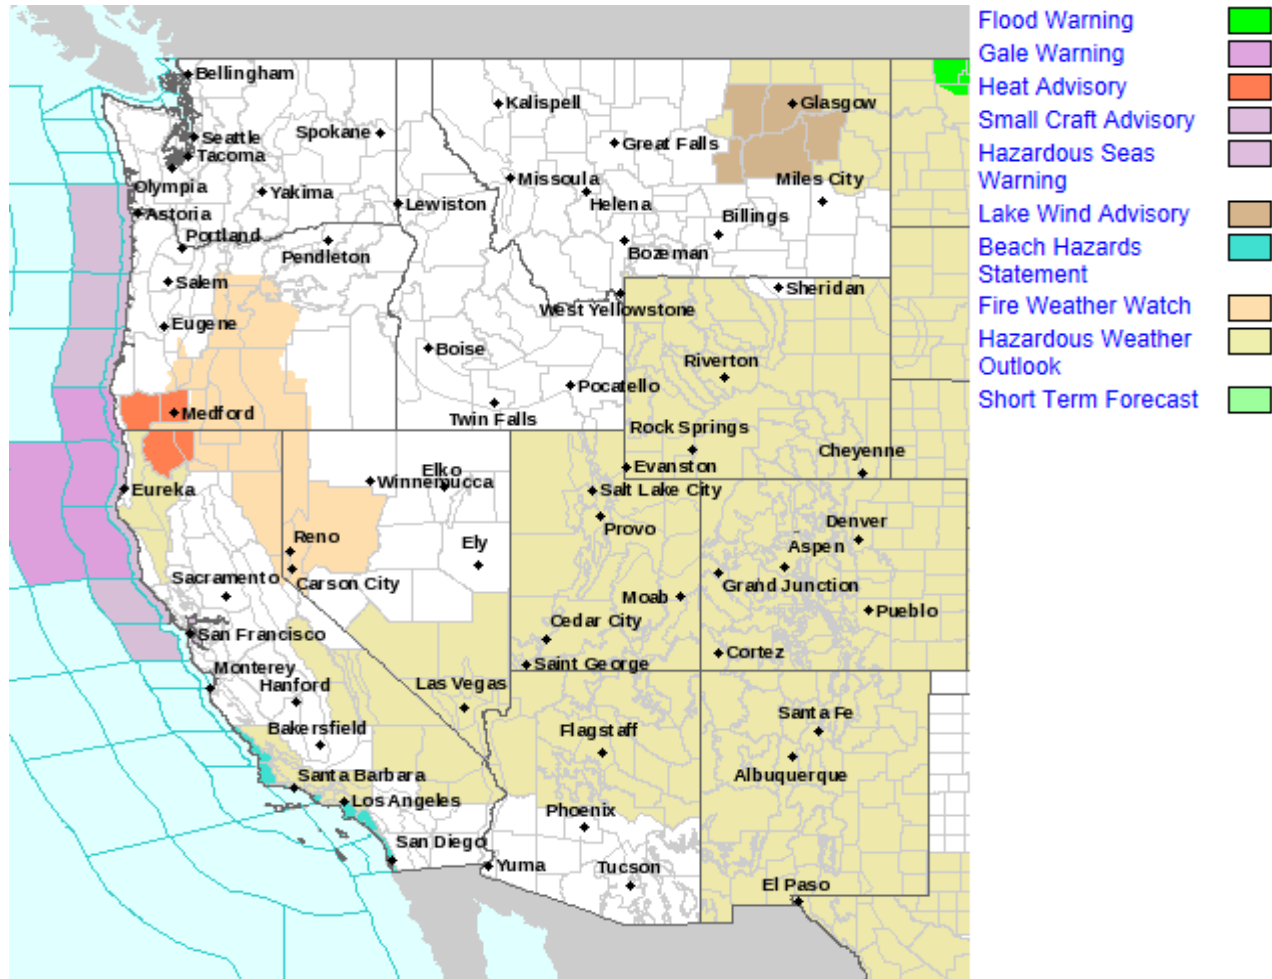 Flood Warning
Gale Warning
Heat Advisory
Small Craft Advisory
Hazardous Seas
Warning
Lake Wind Advisory
Beach Hazards
Statement
Fire Weather Watch
Hazardous Weather
Outlook
Short Term Forecast
Bellingham
Kalispell
Glasgow
Seattle
Spokane
Great Falls
Tacoma
Olympia
Missoula
Miles City
Yakima
Lewiston
Helena
Billings
Astoria
Portland
Pendleton
Bozeman
Salem
Sheridan
West Yellowstone
Eugene
Boise
Riverton
Pocatello
Medford
Twin Falls
Rock Springs
Cheyenne
Evanston
Elko
Winnemucca
Eureka
Salt Lake City
Provo
Denver
Reno
Ely
Aspen
Sacramento
Carson City
Grand Junction
Moab
Pueblo
Cedar City
San Francisco
Cortez
Saint George
Monterey
Hanford
Las Vegas
Santa Fe
Bakersfield
Flagstaff
Albuquerque
Santa Barbara
Los Angeles
Phoenix
San Diego
Yuma
Tucson
El Paso